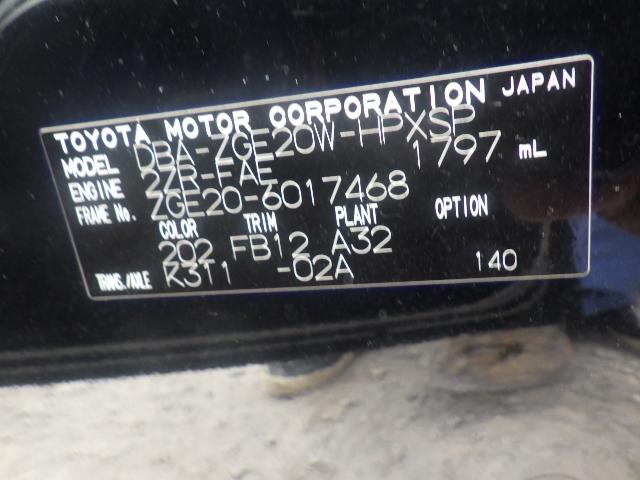 TOYOTA MOTOR CORPORATION JAPAN
MODEL DBA-ZGE20W-HPXSP
ENGINE 2ZR-FAE 1797 mL
FRAME No. ZGE20-6017468
COLOR TRIM PLANT OPTION
202 FB12 A32
TRANS./AXLE K311 -02A 140